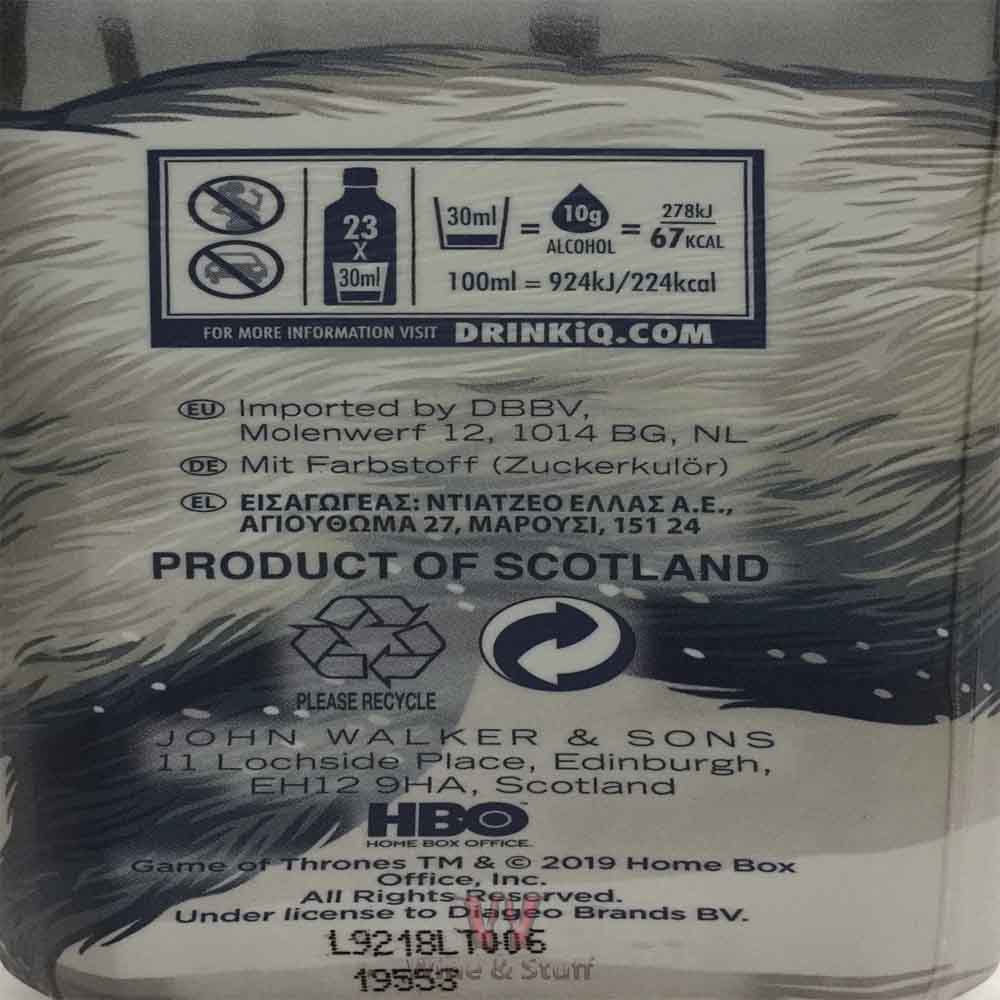 23
X
30ml
30ml = 10g ALCOHOL = 278kJ 67KCAL
100ml = 924kJ/224kcal
FOR MORE INFORMATION VISIT DRINKiQ.COM
EU Imported by DBBV,
Molenwerf 12, 1014 BG, NL
DE Mit Farbstoff (Zuckerkulör)
EL ΕΙΣΑΓΩΓΕΑΣ: ΝΤΙΑΤΖΕΟ ΕΛΛΑΣ Α.Ε.,
ΑΓΙΟΥ ΘΩΜΑ 27, ΜΑΡΟΥΣΙ, 151 24
PRODUCT OF SCOTLAND
PLEASE RECYCLE
JOHN WALKER & SONS
11 Lochside Place, Edinburgh,
EH12 9HA, Scotland
HBO
HOME BOX OFFICE
Game of Thrones TM & © 2019 Home Box
Office, Inc.
All Rights Reserved.
Under license to Diageo Brands BV.
L9218LT006
19553
Wine & Stuff